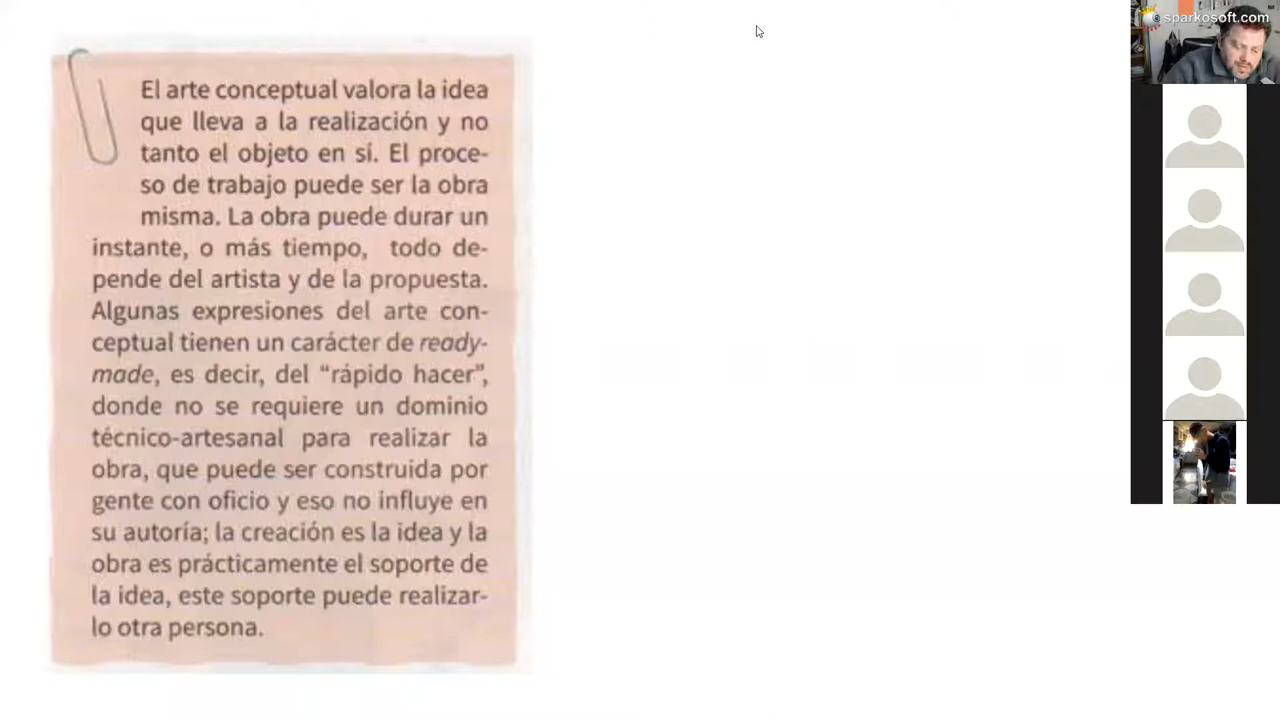 sparkosoft.com
El arte conceptual valora la idea
que lleva a la realización y no
tanto el objeto en sí. El proce-
so de trabajo puede ser la obra
misma. La obra puede durar un
instante, o más tiempo, todo de-
pende del artista y de la propuesta.
Algunas expresiones del arte con-
ceptual tienen un carácter de ready-
made, es decir, del “rápido hacer”,
donde no se requiere un dominio
técnico-artesanal para realizar la
obra, que puede ser construida por
gente con oficio y eso no influye en
su autoría; la creación es la idea y la
obra es prácticamente el soporte de
la idea, este soporte puede realizar-
lo otra persona.